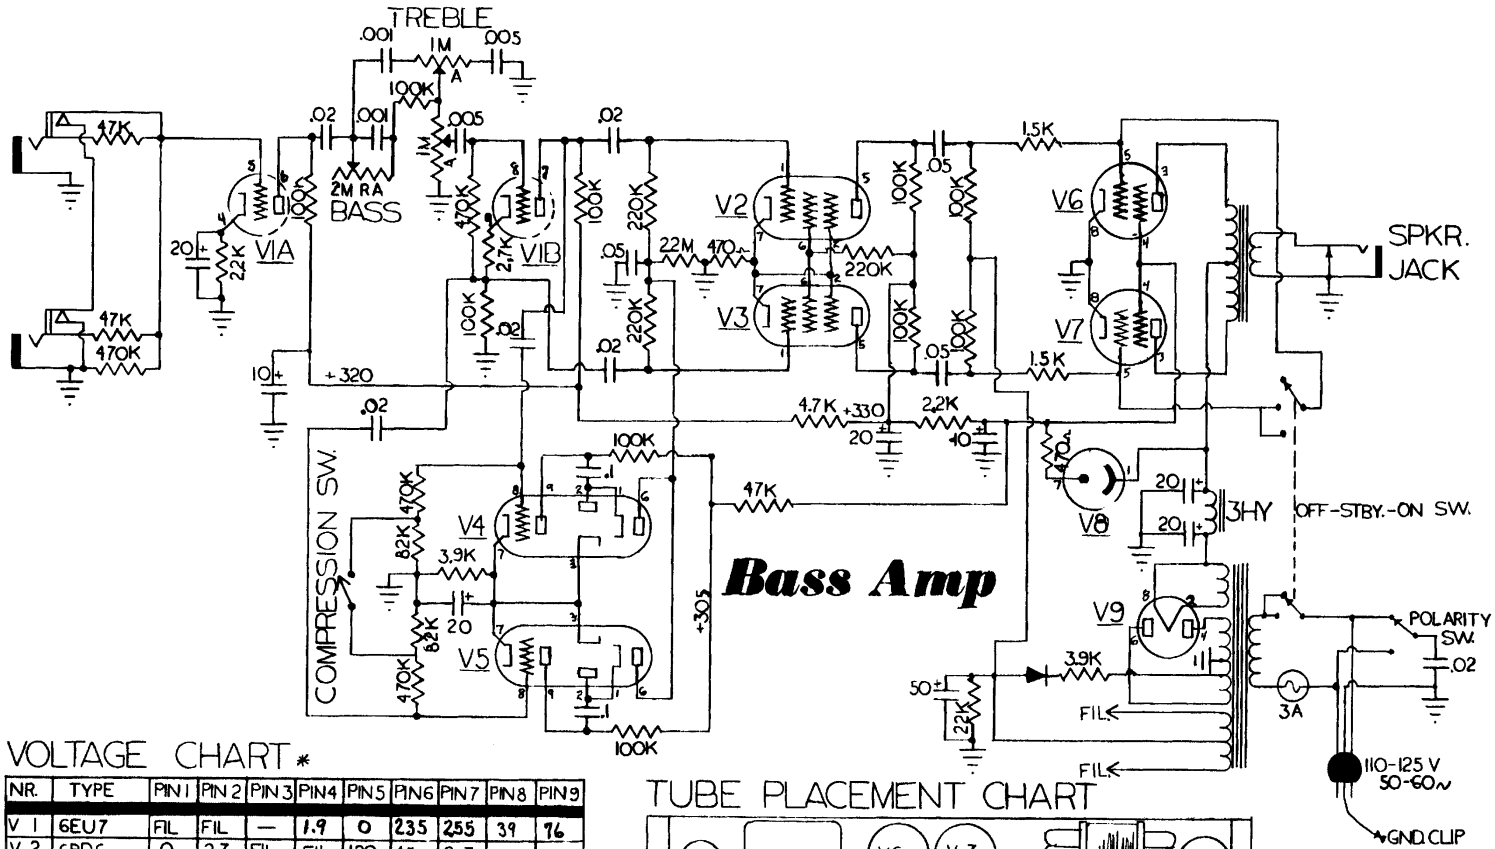 TREBLE
.001
1M
.005
A
100K
.02
.001
.005
.02
47K
1M
A
2M RA
BASS
100K
470K
2.7K
V1B
100K
220K
V1A
20+
2.2K
.05
22M
470~
V2
220K
100K
.05
100K
1.5K
V6
SPKR.
JACK
47K
470K
V3
V7
220K
100K
100K
.02
.02
100K
.05
1.5K
10+
+320
.02
4.7K
+330
2.2K
20
40
470
V8
20
20
3HY
OFF-STBY.-ON SW.
COMPRESSION SW.
470K
82K
3.9K
20
82K
470K
V4
V5
100K
.1
.1
100K
47K
+305
Bass Amp
V9
3.9K
50
22K
FIL.
FIL.
POLARITY
SW.
.02
3A
110-125 V
50-60~
GND. CLIP
VOLTAGE CHART *
NR. TYPE PIN 1 PIN 2 PIN 3 PIN 4 PIN 5 PIN 6 PIN 7 PIN 8 PIN 9
V 1 6EU7 FIL FIL — 1.9 0 235 255 39 76
TUBE PLACEMENT CHART